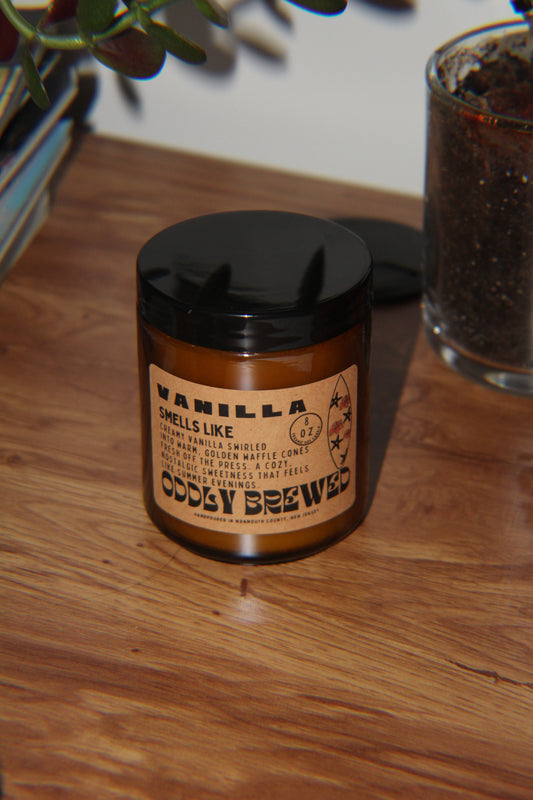 VANILLA
SMELLS LIKE
CREAMY VANILLA SWIRLED
INTO WARM, GOLDEN WAFFLE CONES
FRESH OFF THE PRESS. A COZY,
NOSTALGIC SWEETNESS THAT FEELS
LIKE SUMMER EVENINGS.
8
OZ
ODDLY BREWED
HANDPOURED IN MONMOUTH COUNTY, NEW JERSEY